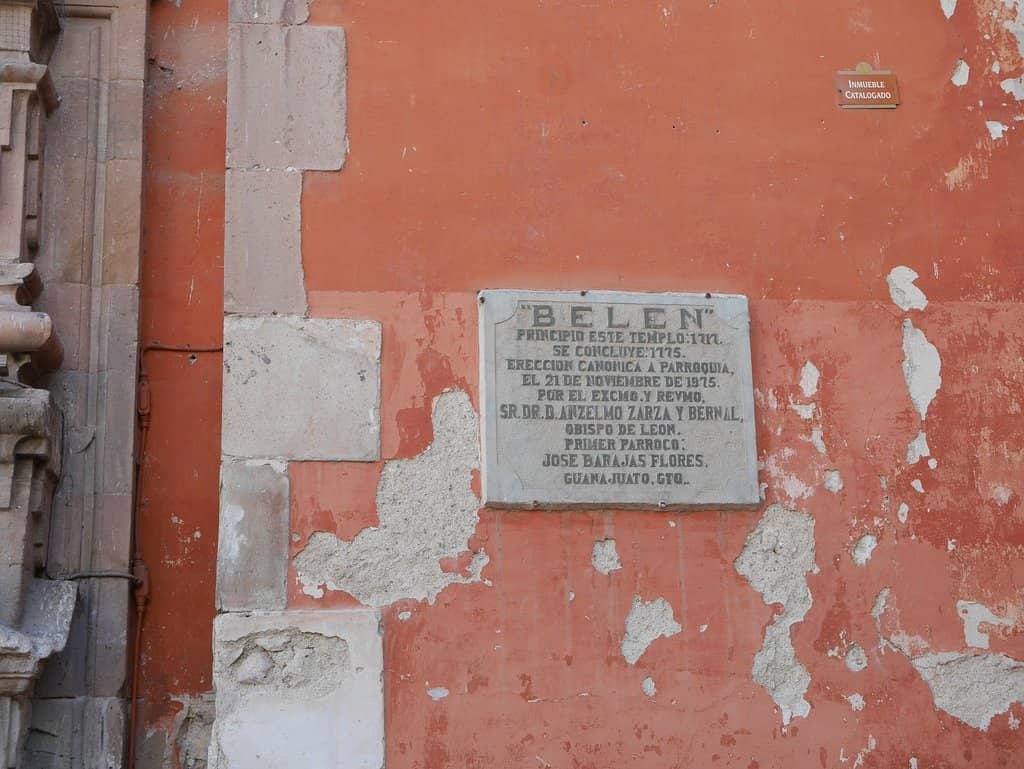 INMUEBLE
CATALOGADO
"BELEN"
PRINCIPIO ESTE TEMPLO:1717.
SE CONCLUYE:1775.
ERECCION CANONICA A PARROQUIA,
EL 21 DE NOVIEMBRE DE 1975.
POR EL EXCMO. Y REVMO,
SR. DR. D. ANZELMO ZARZA Y BERNAL,
OBISPO DE LEON.
PRIMER PARROCO:
JOSE BARAJAS FLORES.
GUANAJUATO, GTO..